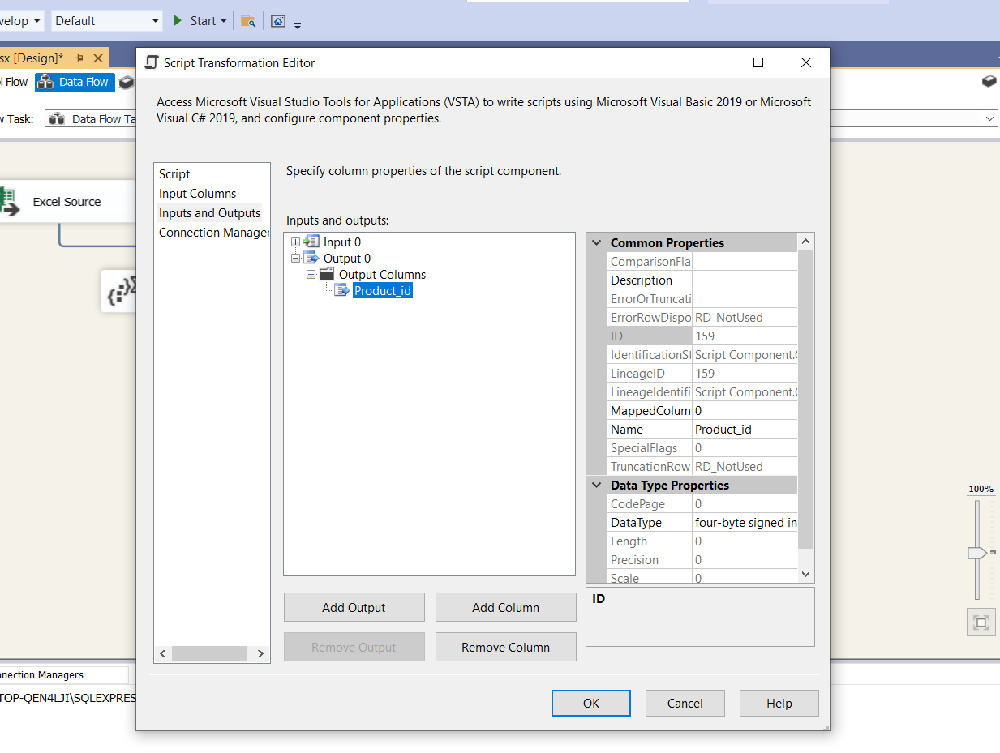 velop
Default
Start
sx [Design]*
Script Transformation Editor
l Flow
Data Flow
w Task:
Data Flow Ta
Access Microsoft Visual Studio Tools for Applications (VSTA) to write scripts using Microsoft Visual Basic 2019 or Microsoft
Visual C# 2019, and configure component properties.
Script
Input Columns
Inputs and Outputs
Connection Manager
Specify column properties of the script component.
Excel Source
Inputs and outputs:
Input 0
Output 0
Output Columns
Product_id
Common Properties
ComparisonFla
Description
ErrorOrTruncati
ErrorRowDispo RD_NotUsed
ID 159
IdentificationSt Script Component.
LineageID 159
LineageIdentifi Script Component.
MappedColum 0
Name Product_id
SpecialFlags 0
TruncationRow RD_NotUsed
Data Type Properties
CodePage 0
DataType four-byte signed in
Length 0
Precision 0
Scale 0
100%
Add Output
Add Column
Remove Output
Remove Column
ID
nnection Managers
TOP-QEN4LJI\SQLEXPRES
OK
Cancel
Help